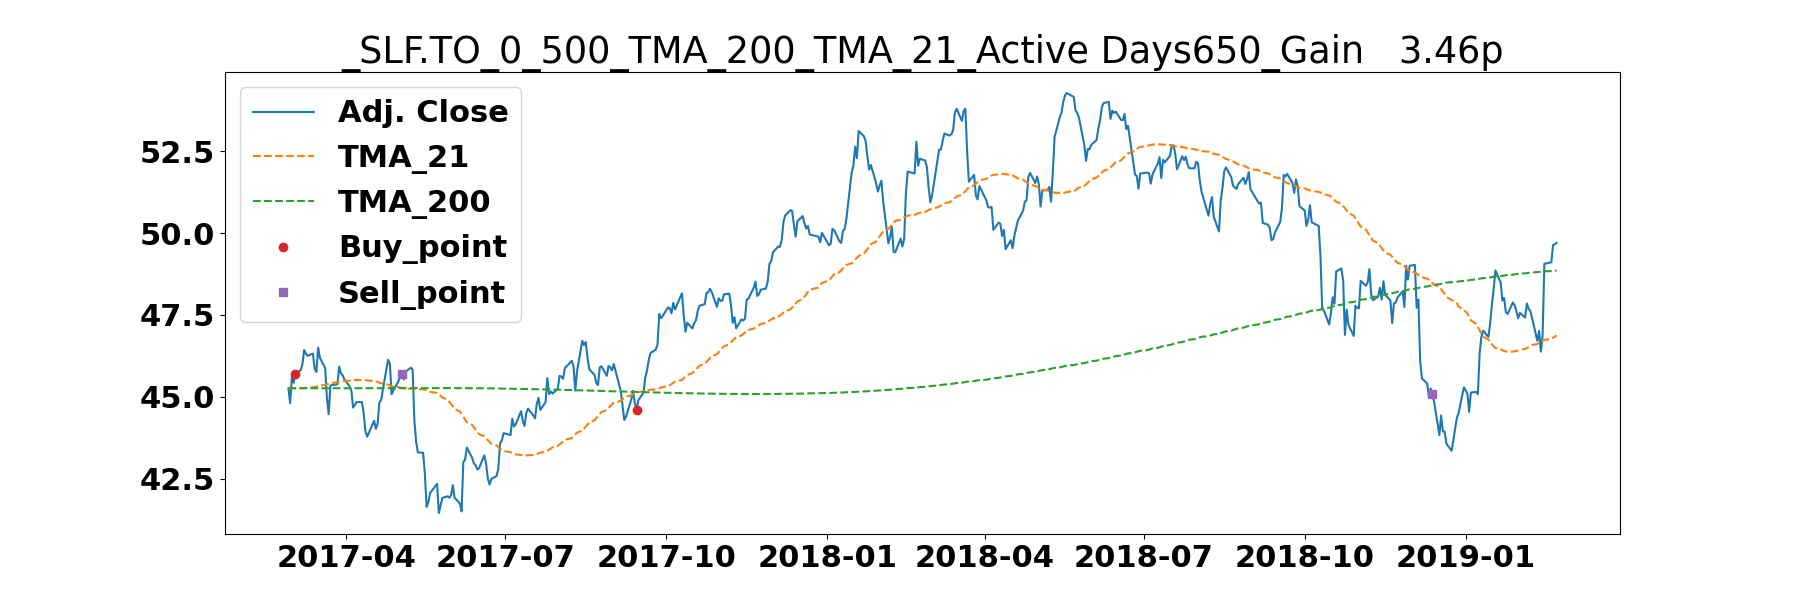 _SLF.TO_0_500_TMA_200_TMA_21_Active Days650_Gain   3.46p
Adj. Close
TMA_21
TMA_200
Buy_point
Sell_point
52.5
50.0
47.5
45.0
42.5
2017-04 2017-07 2017-10 2018-01 2018-04 2018-07 2018-10 2019-01